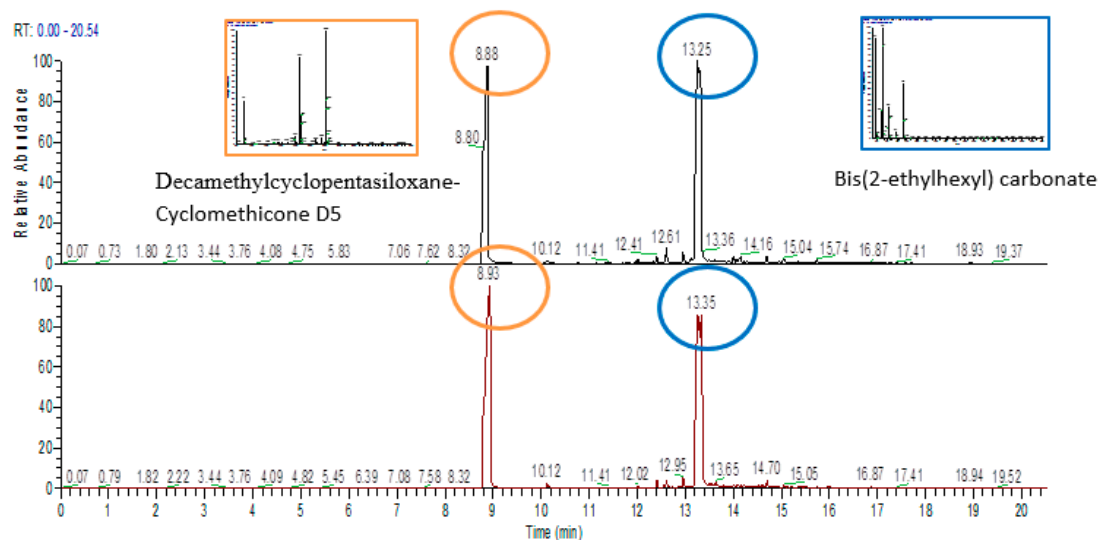 RT: 0.00 - 20.54
8.88
13.25
8.80
Decamethylcyclopentasiloxane-
Cyclomethicone D5
Bis(2-ethylhexyl) carbonate
Relative Abundance
100
80
60
40
20
0
0.07 0.73 1.80 2.13 3.44 3.76 4.08 4.75 5.83 7.06 7.62 8.32 10.12 11.41 12.41 12.61 13.36 14.16 15.04 15.74 16.87 17.41 18.93 19.37
8.93
13.35
100
80
60
40
20
0
0.07 0.79 1.82 2.22 3.44 3.76 4.09 4.82 5.45 6.39 7.08 7.58 8.32 10.12 11.41 12.02 12.95 13.65 14.70 15.05 16.87 17.41 18.94 19.52
0 1 2 3 4 5 6 7 8 9 10 11 12 13 14 15 16 17 18 19 20
Time (min)